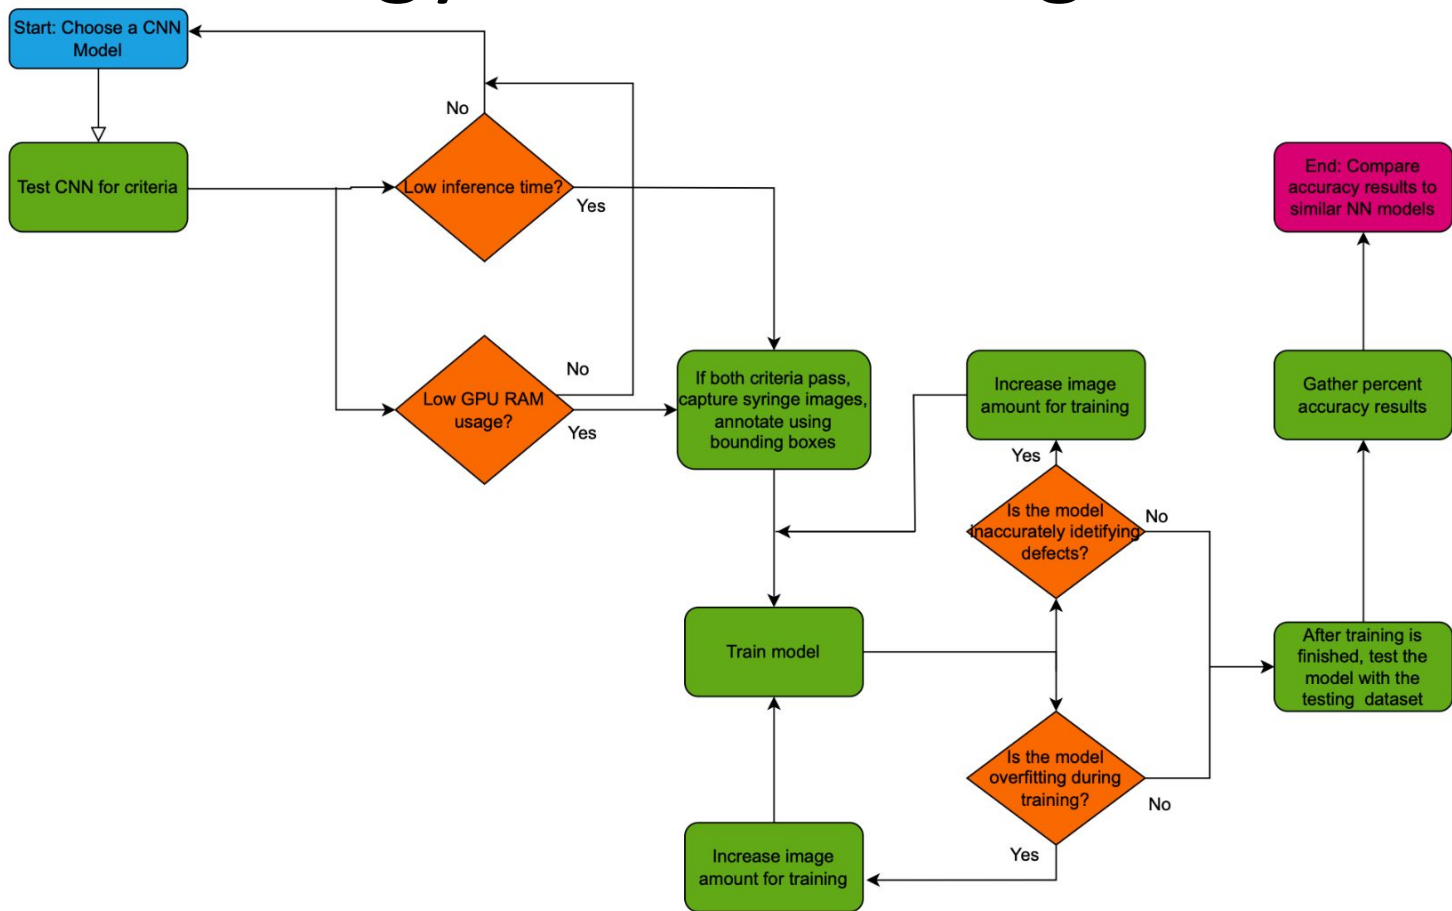 Start: Choose a CNN
Model
No
Test CNN for criteria
Low inference time?
Yes
End: Compare
accuracy results to
similar NN models
No
Low GPU RAM
usage?
Yes
If both criteria pass,
capture syringe images,
annotate using
bounding boxes
Increase image
amount for training
Gather percent
accuracy results
Yes
Is the model
inaccurately idetifying
defects?
No
Train model
After training is
finished, test the
model with the
testing dataset
Is the model
overfitting during
training?
No
Yes
Increase image
amount for training